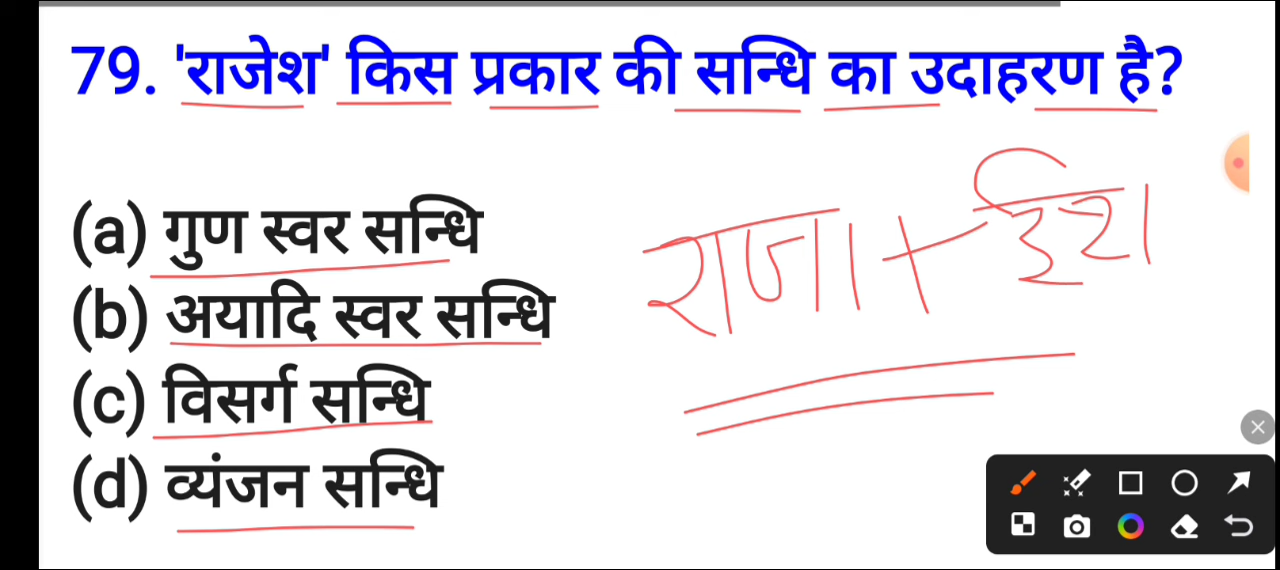 79. 'राजेश' किस प्रकार की सन्धि का उदाहरण है?
(a) गुण स्वर सन्धि
राजा + ईश
(b) अयादि स्वर सन्धि
(c) विसर्ग सन्धि
(d) व्यंजन सन्धि